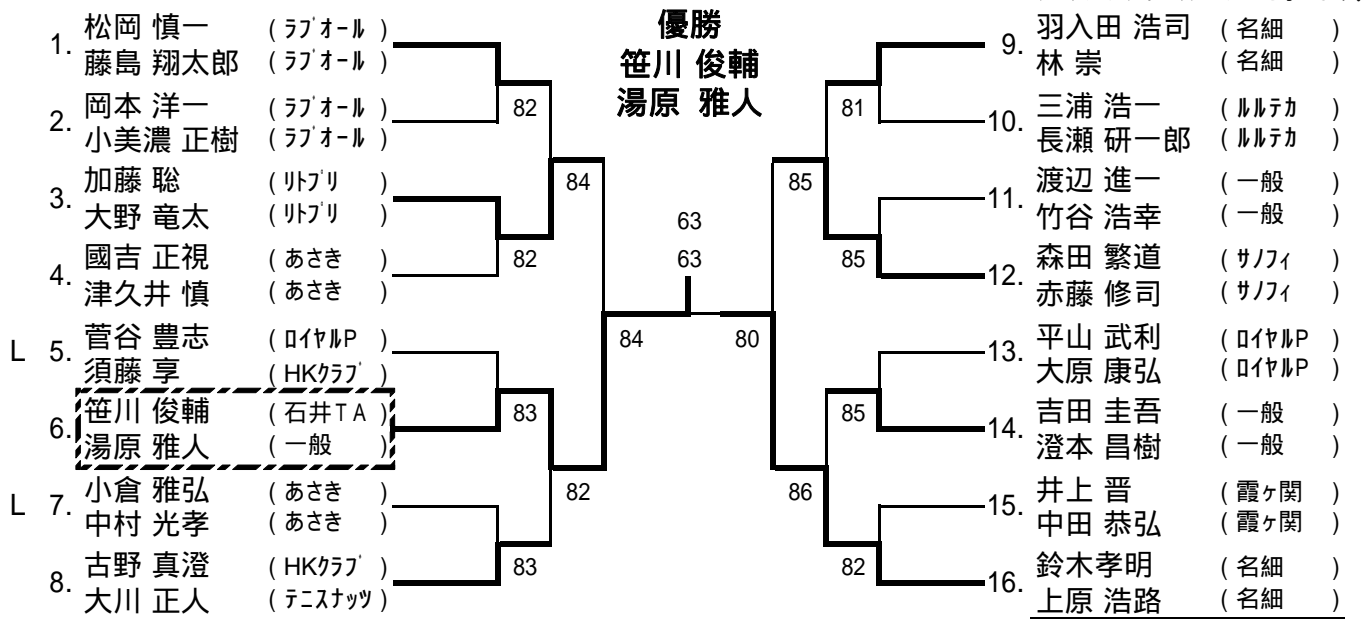 優勝
笹川 俊輔
湯原 雅人
1. 松岡 慎一 (ラブオール)
藤島 翔太郎 (ラブオール)
2. 岡本 洋一 (ラブオール)
小美濃 正樹 (ラブオール)
3. 加藤 聡 (リトプリ)
大野 竜太 (リトプリ)
4. 國吉 正視 (あさき)
津久井 慎 (あさき)
L 5. 菅谷 豊志 (ロイヤルP)
須藤 享 (HKクラブ)
6. 笹川 俊輔 (石井TA)
湯原 雅人 (一般)
L 7. 小倉 雅弘 (あさき)
中村 光孝 (あさき)
8. 古野 真澄 (HKクラブ)
大川 正人 (テニスナッツ)
82
82
83
83
84
82
84
63
63
80
85
86
81
85
85
82
9. 羽入田 浩司 (名細)
林 崇 (名細)
10. 三浦 浩一 (ルルテカ)
長瀬 研一郎 (ルルテカ)
11. 渡辺 進一 (一般)
竹谷 浩幸 (一般)
12. 森田 繁道 (サノフィ)
赤藤 修司 (サノフィ)
13. 平山 武利 (ロイヤルP)
大原 康弘 (ロイヤルP)
14. 吉田 圭吾 (一般)
澄本 昌樹 (一般)
15. 井上 晋 (霞ヶ関)
中田 恭弘 (霞ヶ関)
16. 鈴木孝明 (名細)
上原 浩路 (名細)